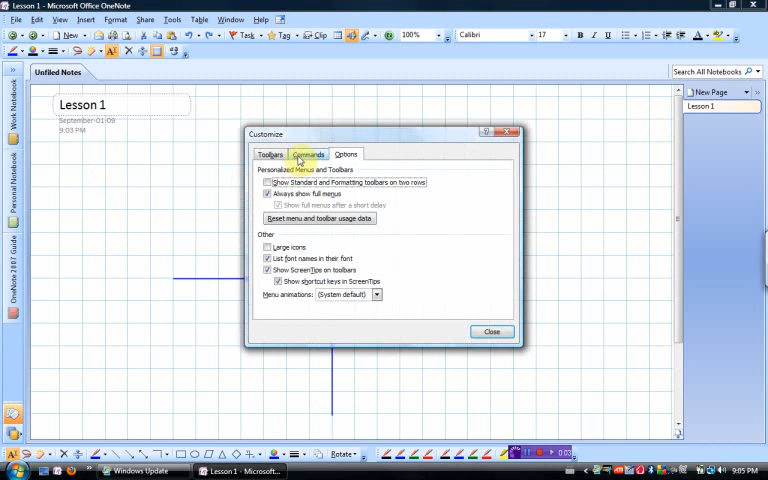 Lesson 1 - Microsoft Office OneNote
File Edit View Insert Format Share Tools Table Window Help
New Task Tag Clip 100% Calibri 17 B I U
Unfiled Notes Search All Notebooks
New Page
Lesson 1
Lesson 1
September-01-09
9:03 PM
Work Notebook
Personal Notebook
OneNote 2007 Guide
Customize
Toolbars Commands Options
Personalized Menus and Toolbars
Show Standard and Formatting toolbars on two rows
Always show full menus
Show full menus after a short delay
Reset menu and toolbar usage data
Other
Large icons
List font names in their font
Show ScreenTips on toolbars
Show shortcut keys in ScreenTips
Menu animations: (System default)
Close
Rotate 0:03
Windows Update Lesson 1 - Microsoft... 9:05 PM